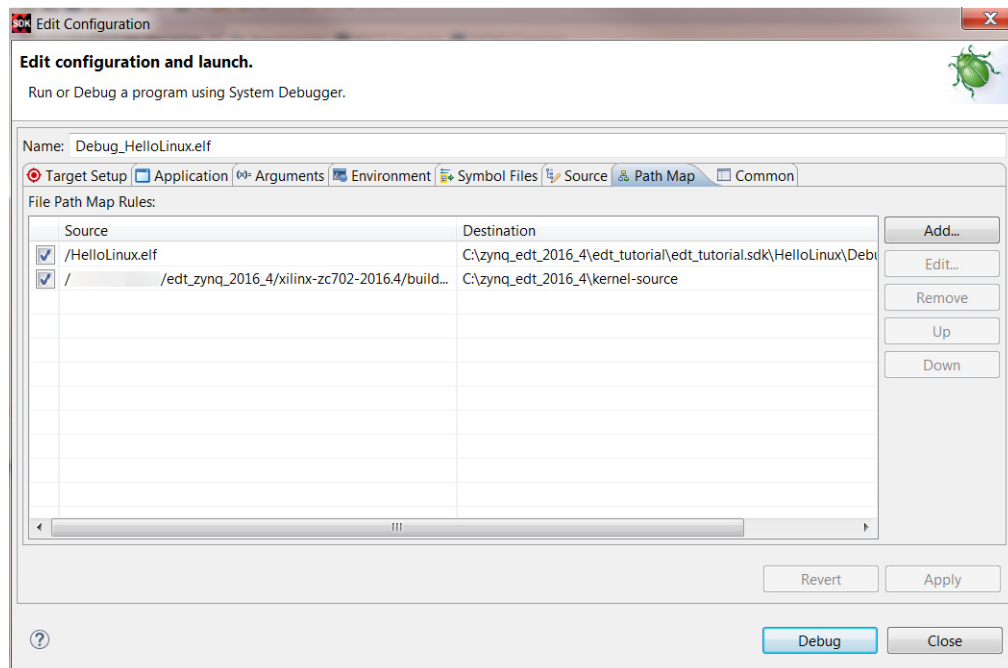 SDK Edit Configuration
Edit configuration and launch.
Run or Debug a program using System Debugger.
Name: Debug_HelloLinux.elf
Target Setup Application (x)= Arguments Environment Symbol Files Source Path Map Common
File Path Map Rules:
Source Destination Add...
/HelloLinux.elf C:\zynq_edt_2016_4\edt_tutorial\edt_tutorial.sdk\HelloLinux\Debu Edit...
/ /edt_zynq_2016_4/xilinx-zc702-2016.4/build... C:\zynq_edt_2016_4\kernel-source
Remove
Up
Down
Revert Apply
? Debug Close